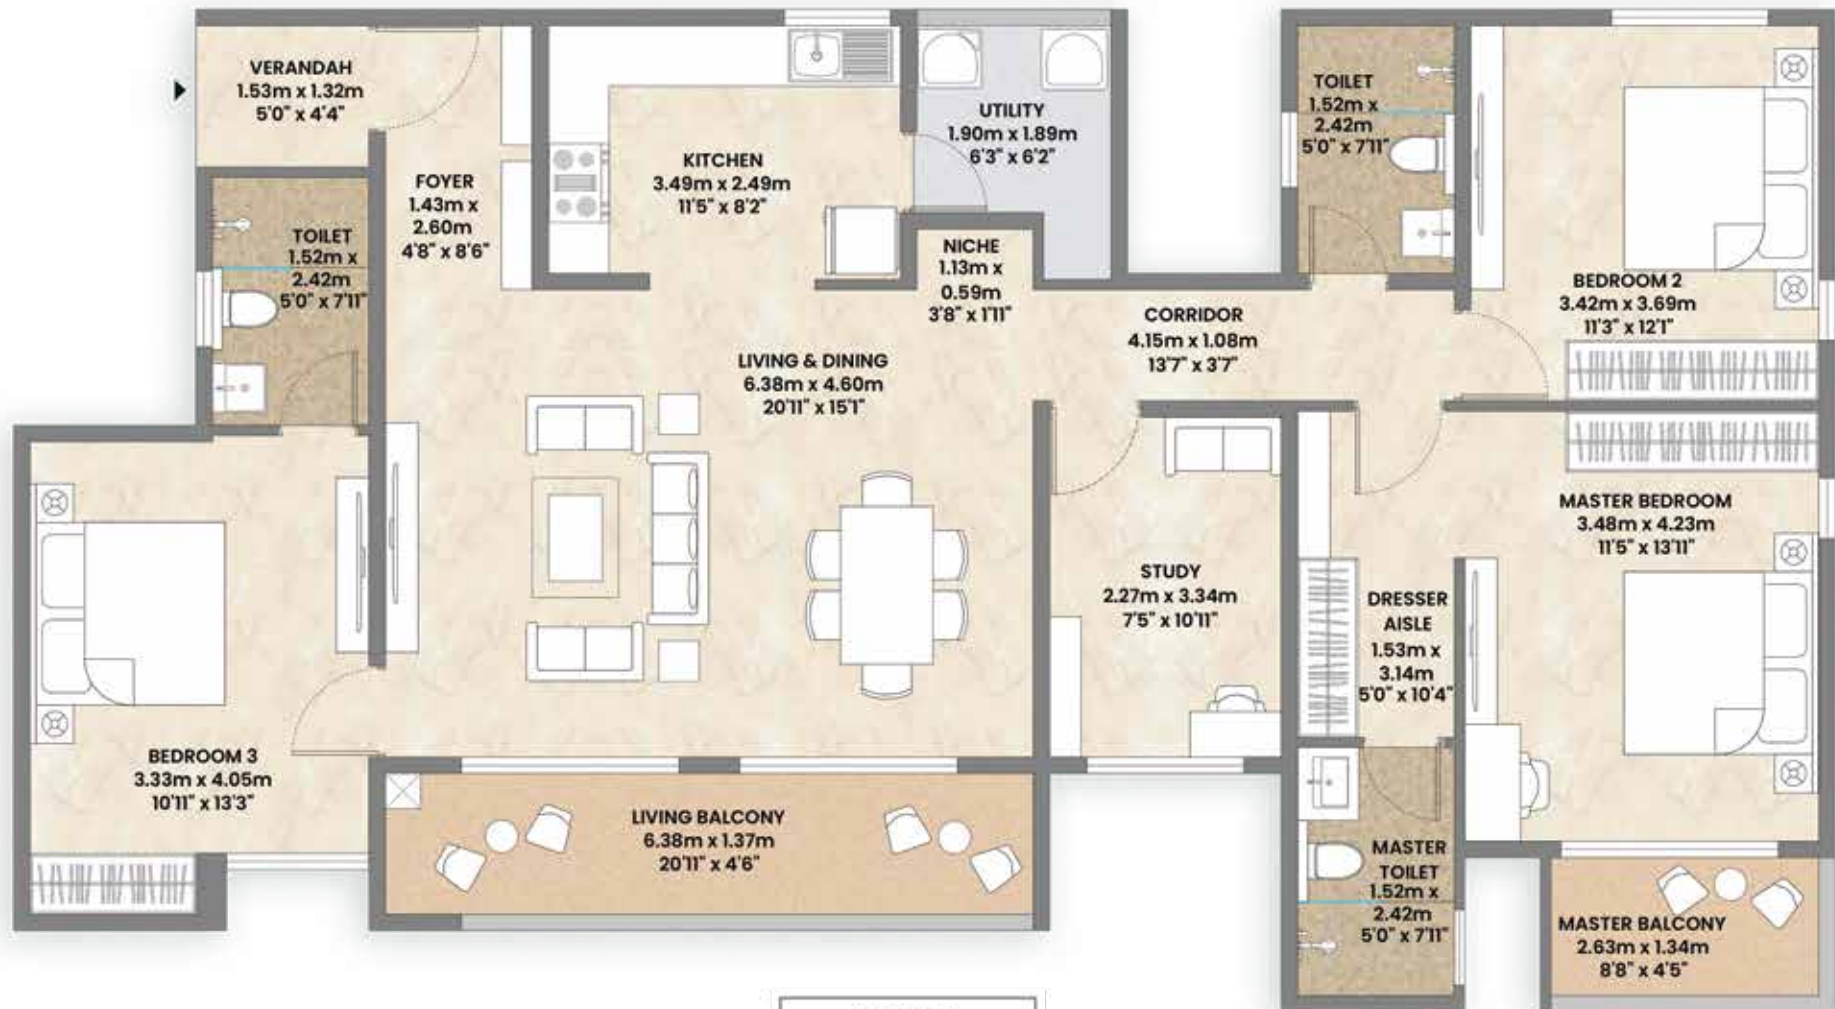 VERANDAH
1.53m x 1.32m
5'0" x 4'4"
FOYER
1.43m x
2.60m
4'8" x 8'6"
KITCHEN
3.49m x 2.49m
11'5" x 8'2"
UTILITY
1.90m x 1.89m
6'3" x 6'2"
TOILET
1.52m x
2.42m
5'0" x 7'11"
BEDROOM 2
3.42m x 3.69m
11'3" x 12'1"
TOILET
1.52m x
2.42m
5'0" x 7'11"
NICHE
1.13m x
0.59m
3'8" x 1'11"
CORRIDOR
4.15m x 1.08m
13'7" x 3'7"
LIVING & DINING
6.38m x 4.60m
20'11" x 15'1"
MASTER BEDROOM
3.48m x 4.23m
11'5" x 13'11"
STUDY
2.27m x 3.34m
7'5" x 10'11"
DRESSER
AISLE
1.53m x
3.14m
5'0" x 10'4"
BEDROOM 3
3.33m x 4.05m
10'11" x 13'3"
LIVING BALCONY
6.38m x 1.37m
20'11" x 4'6"
MASTER
TOILET
1.52m x
2.42m
5'0" x 7'11"
MASTER BALCONY
2.63m x 1.34m
8'8" x 4'5"